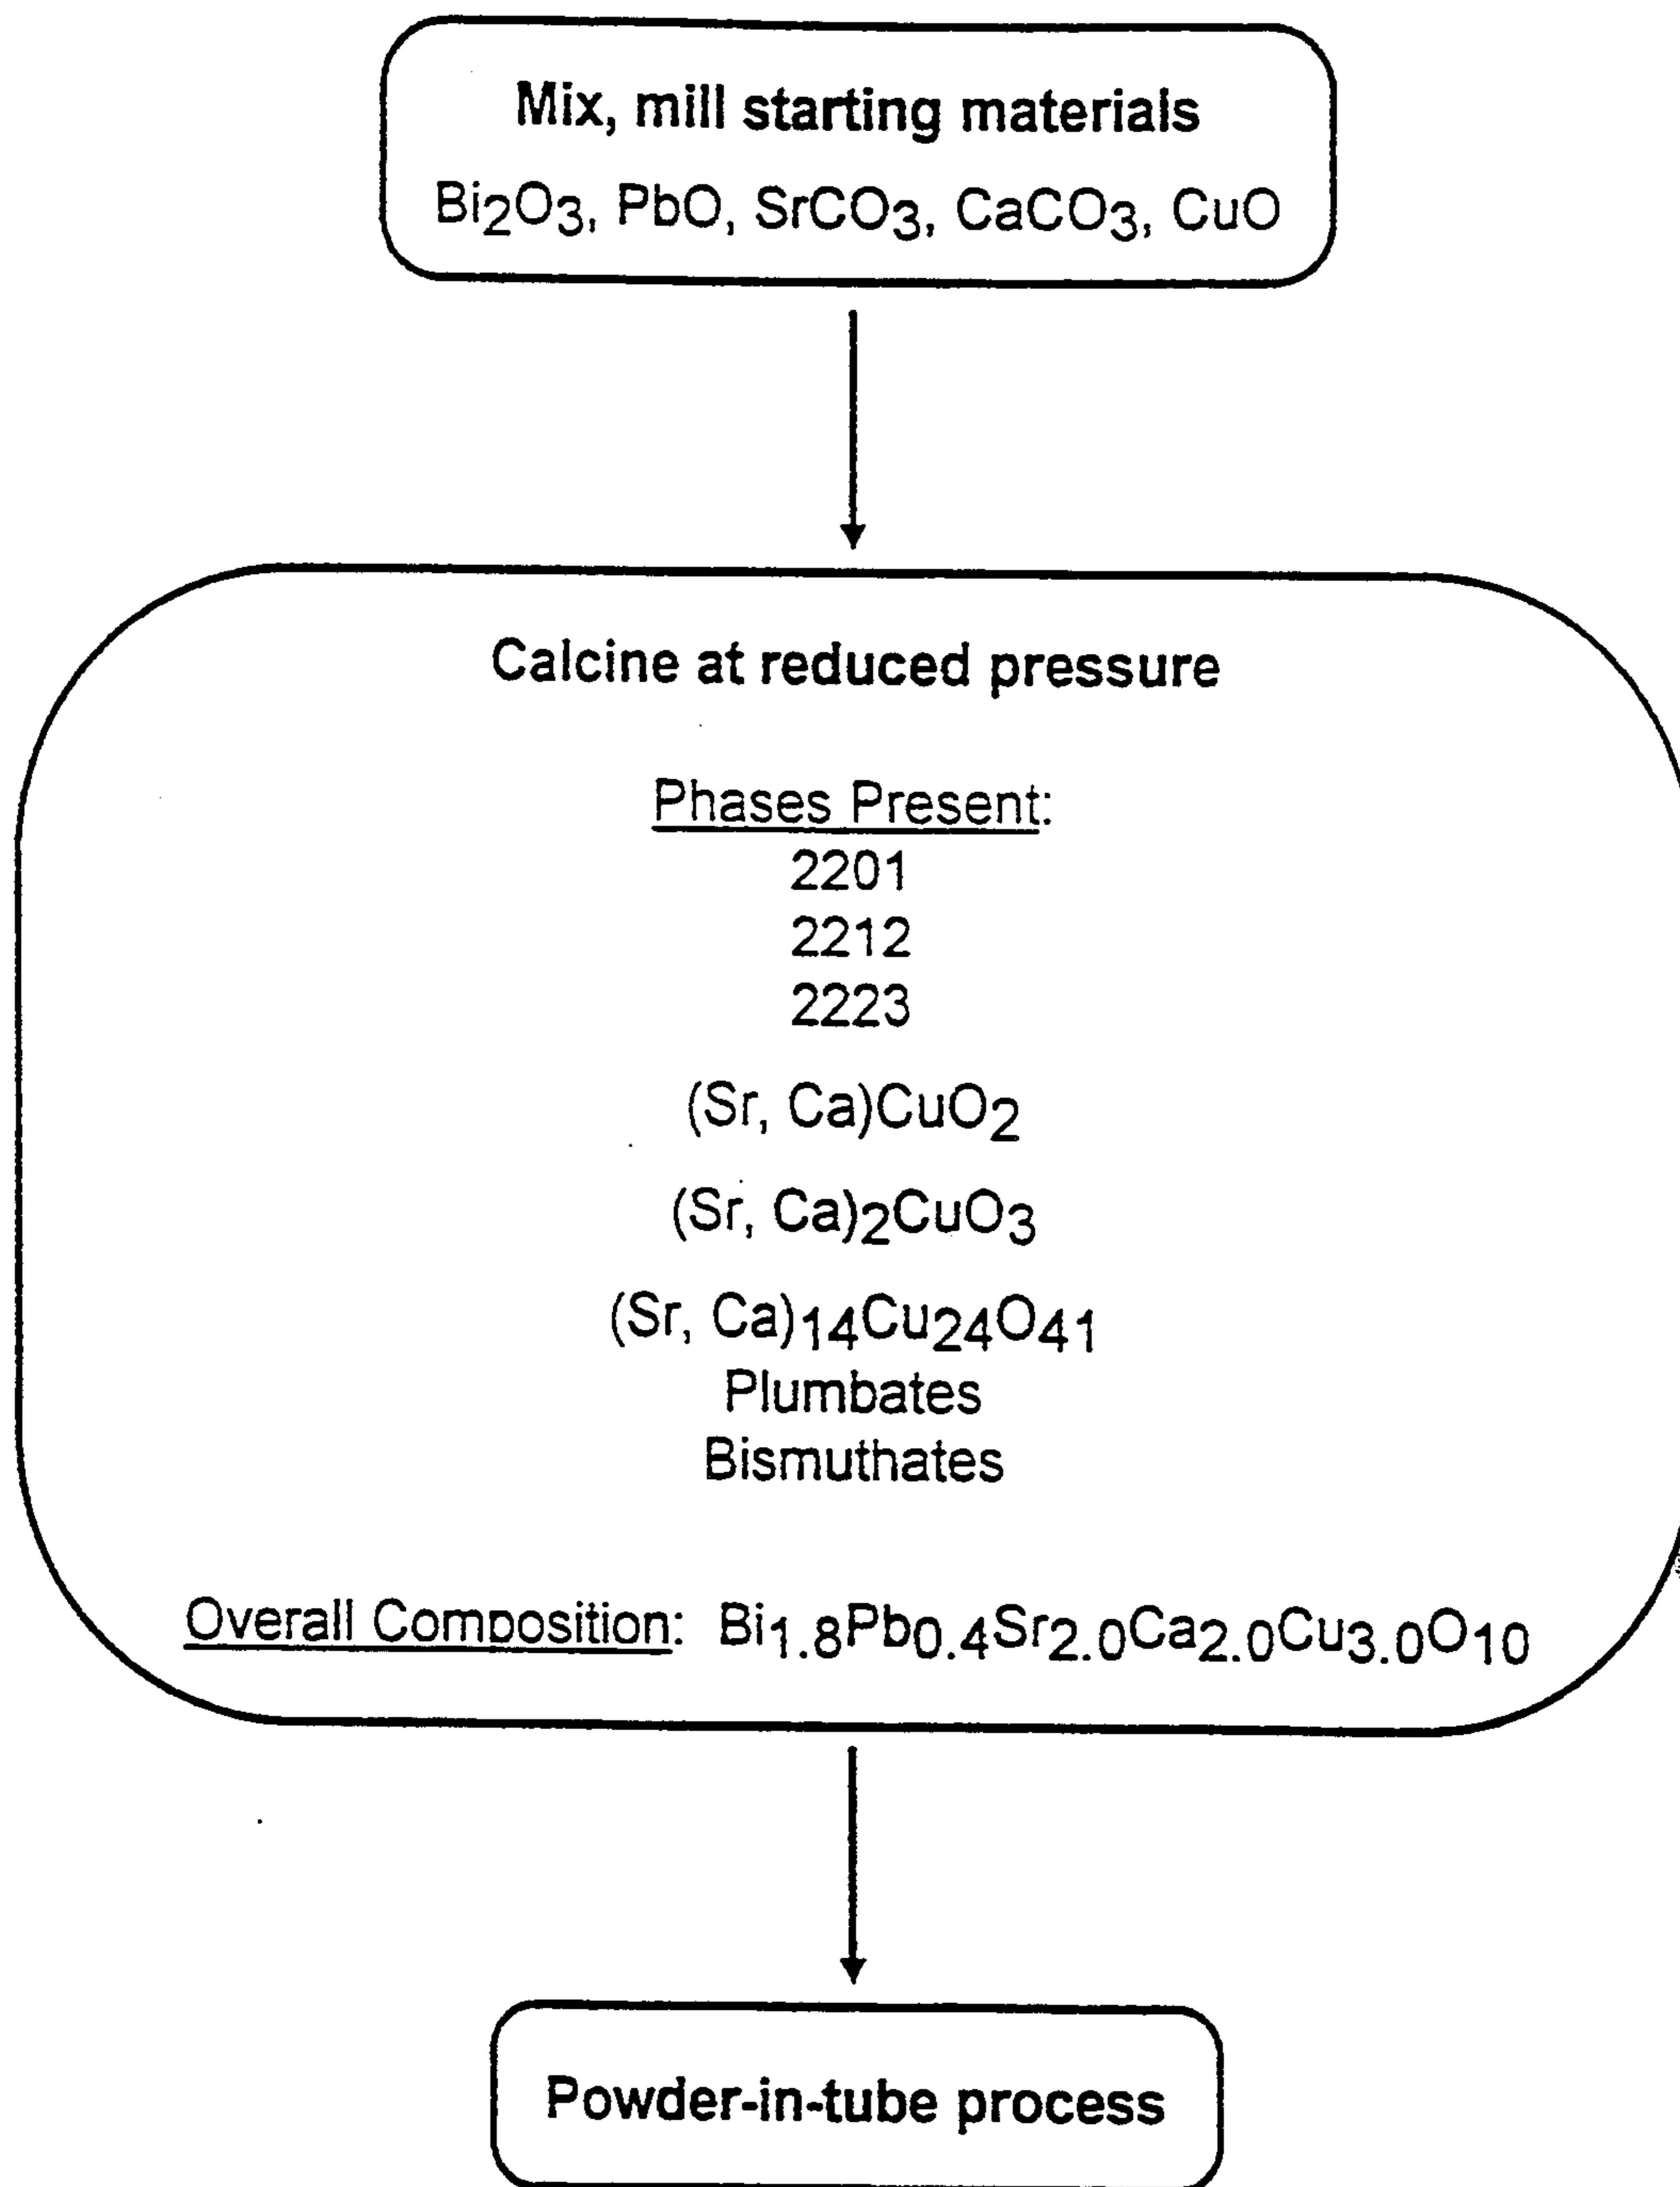 Mix, mill starting materials
Bi₂O₃, PbO, SrCO₃, CaCO₃, CuO
Calcine at reduced pressure
Phases Present:
2201
2212
2223
(Sr, Ca)CuO₂
(Sr, Ca)₂CuO₃
(Sr, Ca)₁₄Cu₂₄O₄₁
Plumbates
Bismuthates
Overall Composition: Bi₁.₈Pb₀.₄Sr₂.₀Ca₂.₀Cu₃.₀O₁₀
Powder-in-tube process